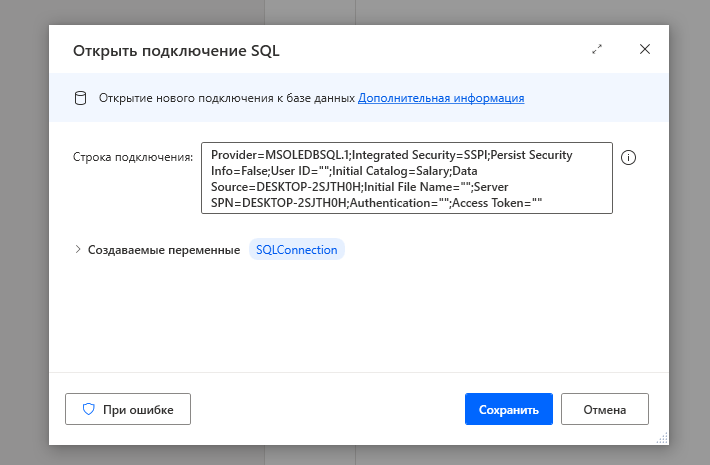 Открыть подключение SQL
Открытие нового подключения к базе данных Дополнительная информация
Строка подключения:
Provider=MSOLEDBSQL.1;Integrated Security=SSPI;Persist Security
Info=False;User ID="";Initial Catalog=Salary;Data
Source=DESKTOP-2SJTH0H;Initial File Name="";Server
SPN=DESKTOP-2SJTH0H;Authentication="";Access Token=""
Создаваемые переменные SQLConnection
При ошибке
Сохранить
Отмена